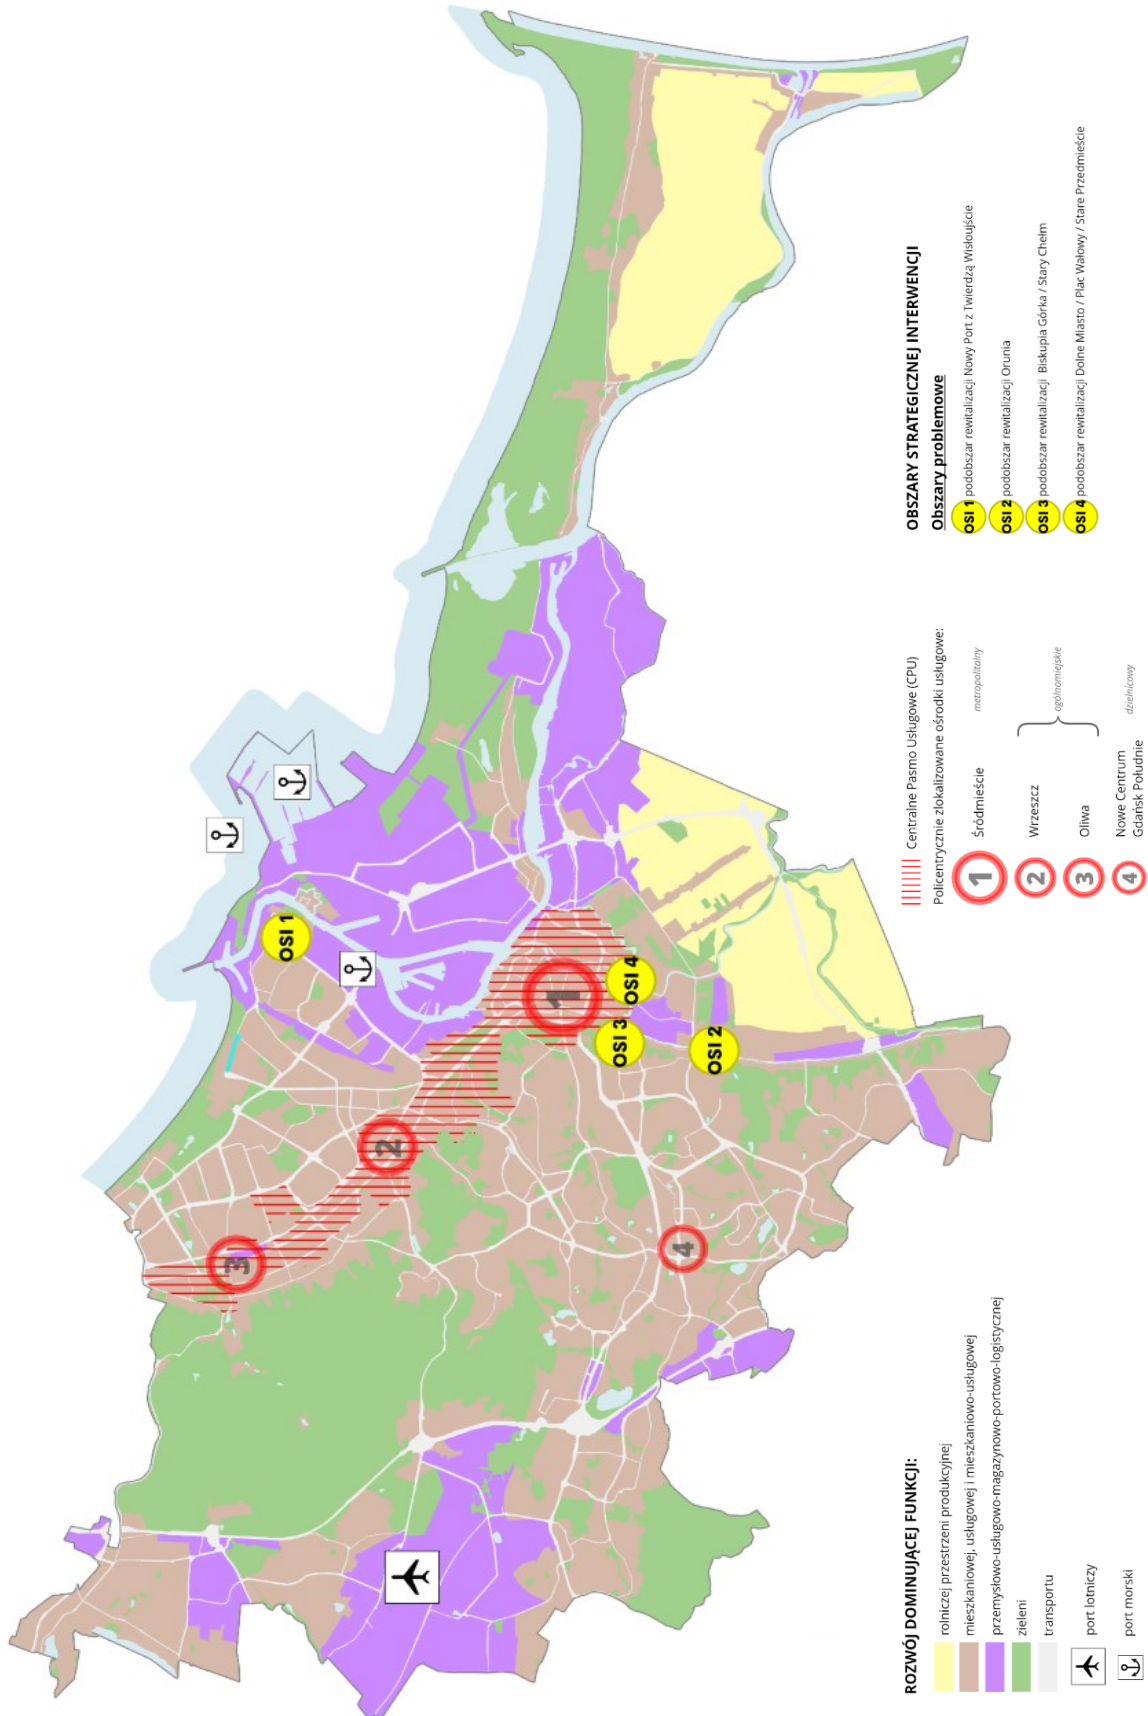 3
2
1
4
OSI 1
OSI 4
OSI 3
OSI 2
ROZWÓJ DOMINUJĄCEJ FUNKCJI:
rolniczej przestrzeni produkcyjnej
mieszkaniowej, usługowej i mieszkaniowo-usługowej
przemysłowo-usługowo-magazynowo-portowo-logistycznej
zieleni
transportu
port lotniczy
port morski
Centralne Pasmo Usługowe (CPU)
Policentrycznie zlokalizowane ośrodki usługowe:
1 Śródmieście metropolitalny
2 Wrzeszcz
ogólnomiejskie
3 Oliwa
4 Nowe Centrum
Gdańsk Południe dzielnicowy
OBSZARY STRATEGICZNEJ INTERWENCJI
Obszary problemowe
OSI 1 podobszar rewitalizacji Nowy Port z Twierdzą Wisłoujście
OSI 2 podobszar rewitalizacji Orunia
OSI 3 podobszar rewitalizacji Biskupia Górka / Stary Chełm
OSI 4 podobszar rewitalizacji Dolne Miasto / Plac Wałowy / Stare Przedmieście